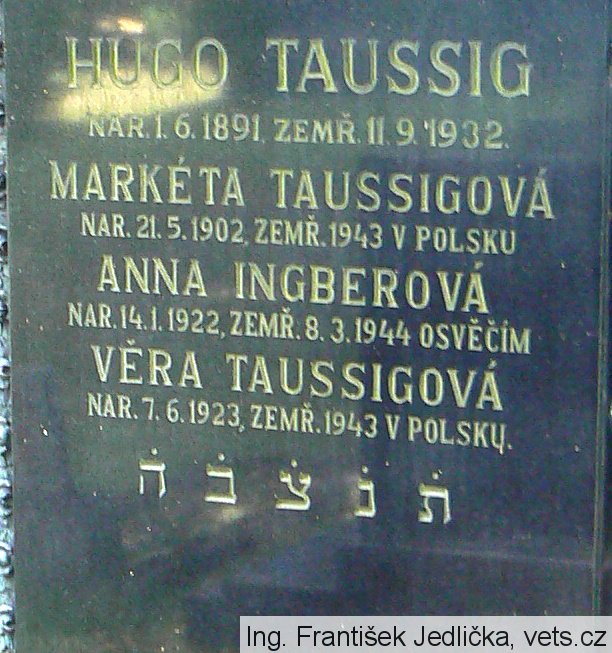 HUGO TAUSSIG
NAR. 1. 6. 1891, ZEMŘ. 11. 9. 1932.
MARKÉTA TAUSSIGOVÁ
NAR. 21. 5. 1902, ZEMŘ. 1943 V POLSKU
ANNA INGBEROVÁ
NAR. 14. 1. 1922, ZEMŘ. 8. 3. 1944 OSVĚČÍM
VĚRA TAUSSIGOVÁ
NAR. 7. 6. 1923, ZEMŘ. 1943 V POLSKU.
ת̇ נ̇ צ̇ ב̇ ה̇
Ing. František Jedlička, vets.cz